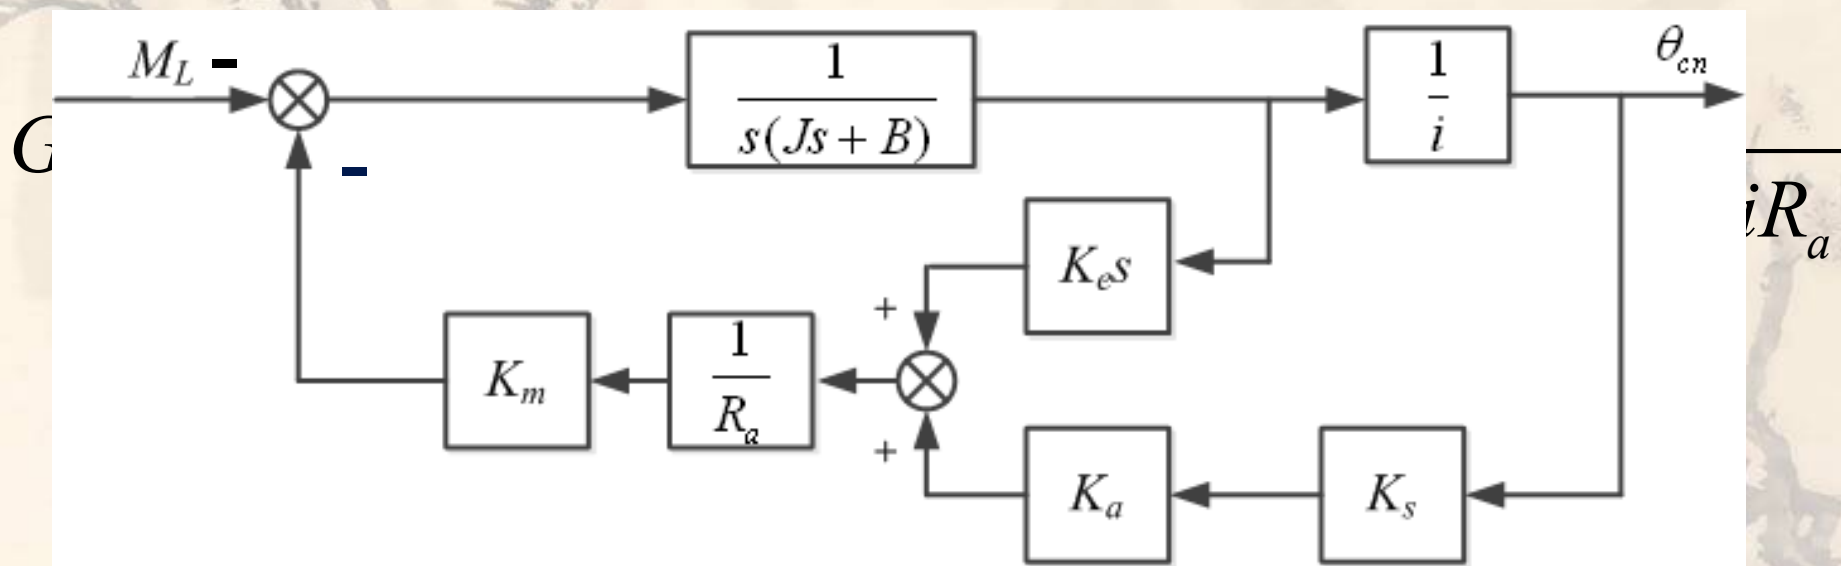 M_L -
1/(s(Js + B))
1/i
θ_cn
G
-
iR_a
K_e s
+
K_m
1/R_a
+
K_a
K_s